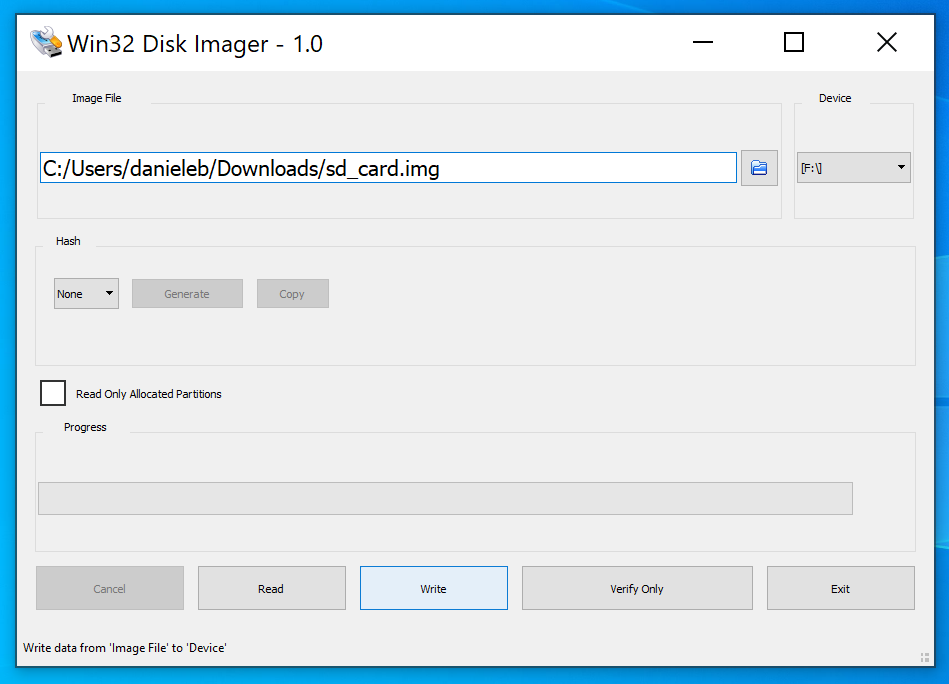 Win32 Disk Imager - 1.0
Image File
Device
C:/Users/danieleb/Downloads/sd_card.img
[F:\]
Hash
None
Generate
Copy
Read Only Allocated Partitions
Progress
Cancel
Read
Write
Verify Only
Exit
Write data from 'Image File' to 'Device'